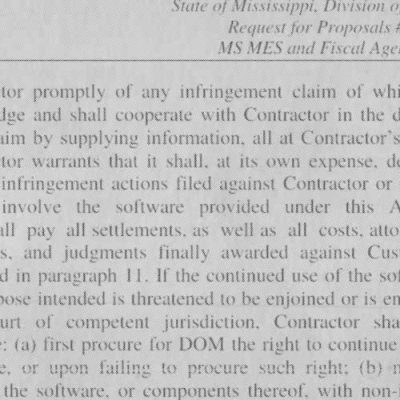 State of Mississippi, Division o
Request for Proposals #
MS MES and Fiscal Age
tor promptly of any infringement claim of whi
dge and shall cooperate with Contractor in the d
aim by supplying information, all at Contractor's
tor warrants that it shall, at its own expense, de
infringement actions filed against Contractor or
involve the software provided under this A
all pay all settlements, as well as all costs, atto
s, and judgments finally awarded against Cus
d in paragraph 11. If the continued use of the sof
pose intended is threatened to be enjoined or is en
urt of competent jurisdiction, Contractor sha
e: (a) first procure for DOM the right to continue
e, or upon failing to procure such right; (b) m
the software, or components thereof, with non-i